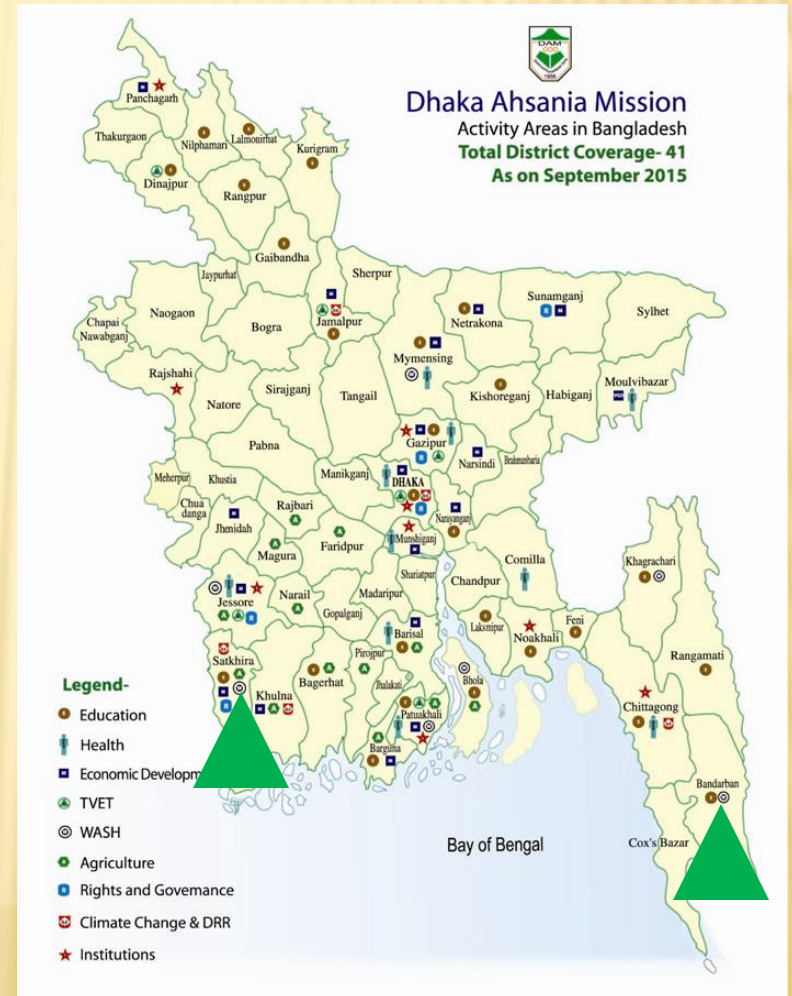 DAM
1958
Dhaka Ahsania Mission
Activity Areas in Bangladesh
Total District Coverage- 41
As on September 2015
Panchagarh
Thakurgaon
Nilphamari
Lalmonirhat
Kurigram
Dinajpur
Rangpur
Gaibandha
Jaypurhat
Sherpur
Naogaon
Bogra
Jamalpur
Netrakona
Sunamganj
Sylhet
Chapai
Nawabganj
Mymensing
Rajshahi
Natore
Sirajganj
Tangail
Kishoreganj
Habiganj
Moulvibazar
Pabna
Gazipur
Narsindi
Brahmanbaria
Meherpur
Khustia
Manikganj
DHAKA
Chua
danga
Jhenidah
Rajbari
Narayanganj
Magura
Faridpur
Munshiganj
Comilla
Khagrachari
Shariatpur
Chandpur
Jessore
Narail
Madaripur
Gopalganj
Laksmipur
Noakhali
Feni
Barisal
Rangamati
Satkhira
Khulna
Bagerhat
Pirojpur
Jhalakati
Bhola
Patuakhali
Chittagong
Barguna
Bandarban
Cox's Bazar
Bay of Bengal
Legend-
Education
Health
Economic Developm
TVET
WASH
Agriculture
Rights and Govenance
Climate Change & DRR
Institutions